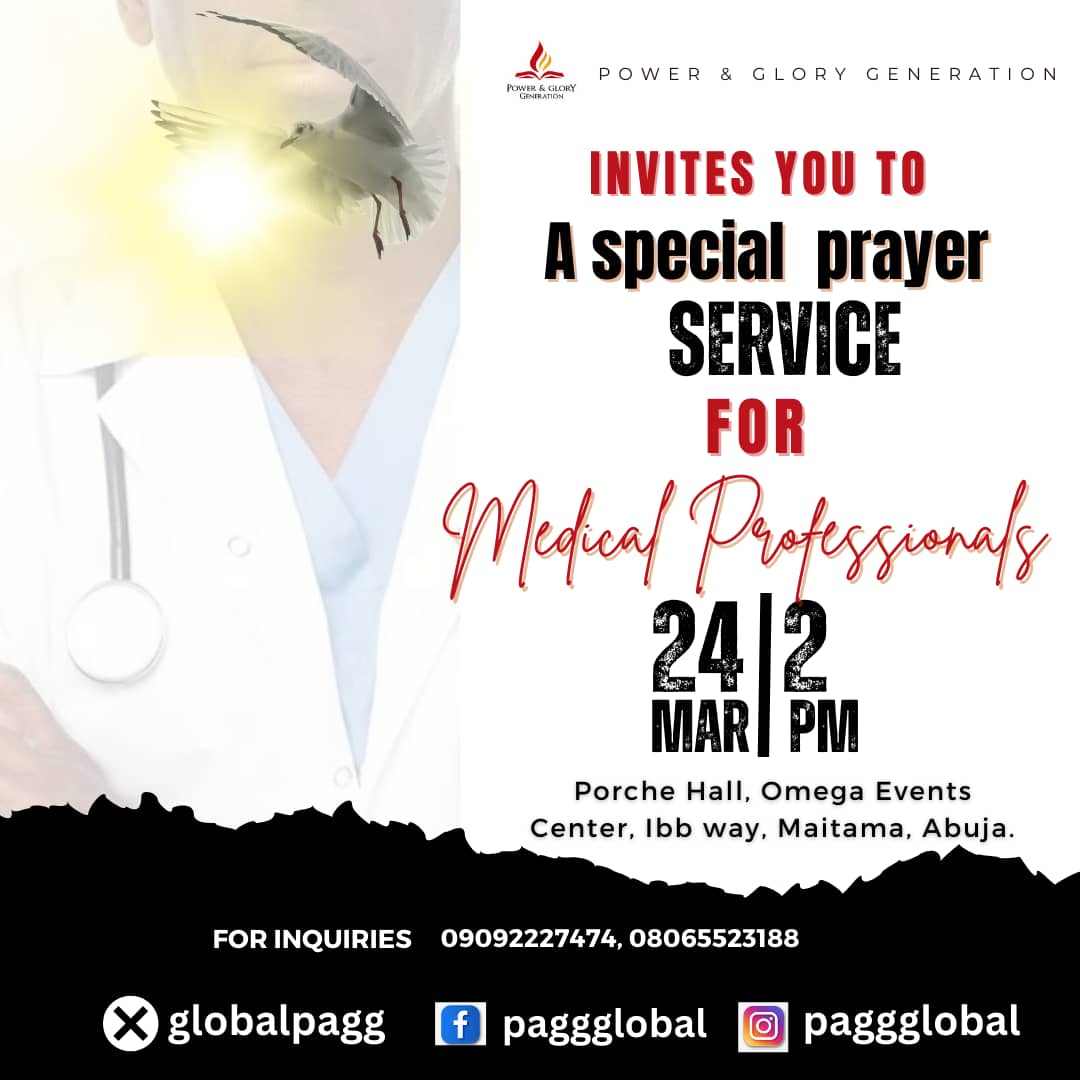 POWER & GLORY
GENERATION
POWER & GLORY GENERATION
INVITES YOU TO
A special prayer
SERVICE
FOR
Medical Professionals
24 | 2
MAR | PM
Porche Hall, Omega Events
Center, Ibb way, Maitama, Abuja.
FOR INQUIRIES 09092227474, 08065523188
globalpagg paggglobal paggglobal